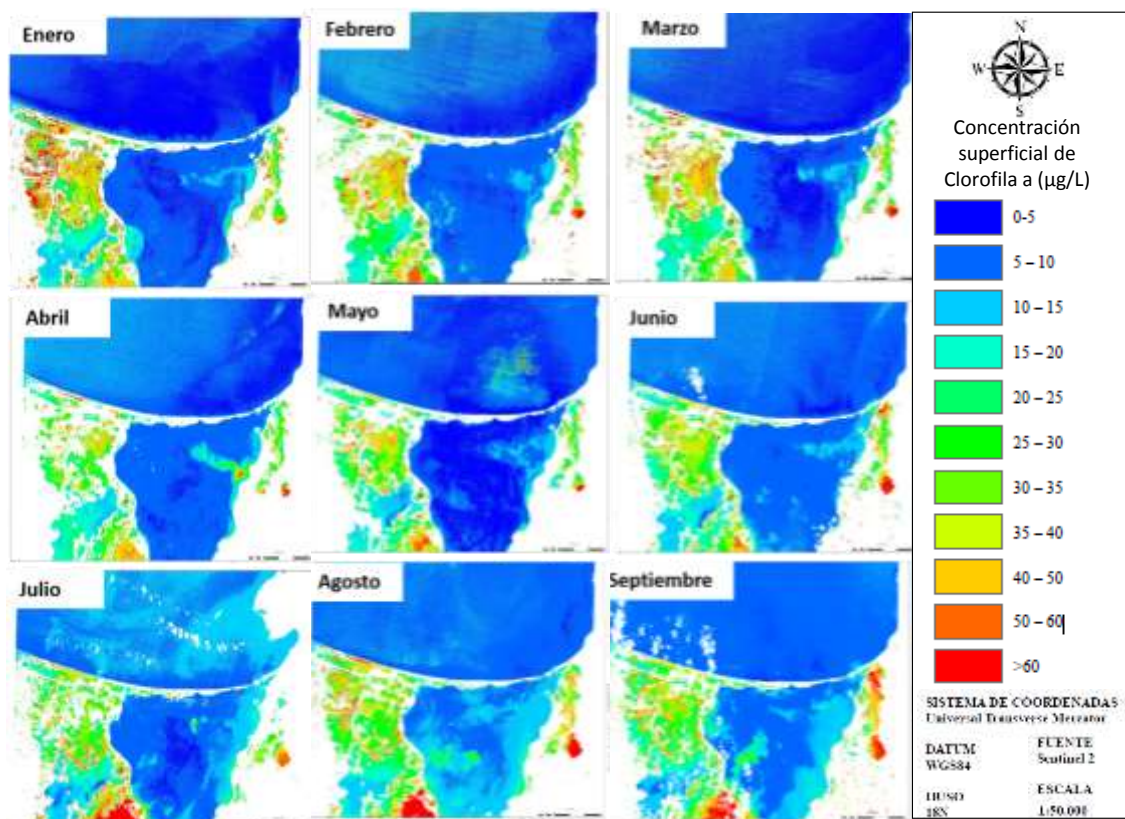 Enero
Febrero
Marzo
Abril
Mayo
Junio
Julio
Agosto
Septiembre
N
W E
S
Concentración
superficial de
Clorofila a (µg/L)
0-5
5 – 10
10 – 15
15 – 20
20 – 25
25 – 30
30 – 35
35 – 40
40 – 50
50 – 60
>60
SISTEMA DE COORDENADAS
Universal Transverse Mercator
DATUM
WGS84
FUENTE
Sentinel 2
HUSO
18N
ESCALA
1:50.000